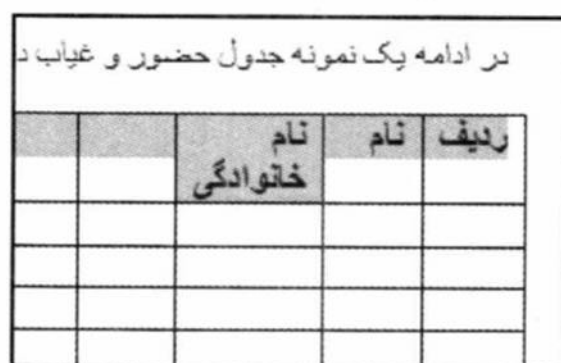 در ادامه یک نمونه جدول حضور و غیاب
ردیف نام نام خانوادگی